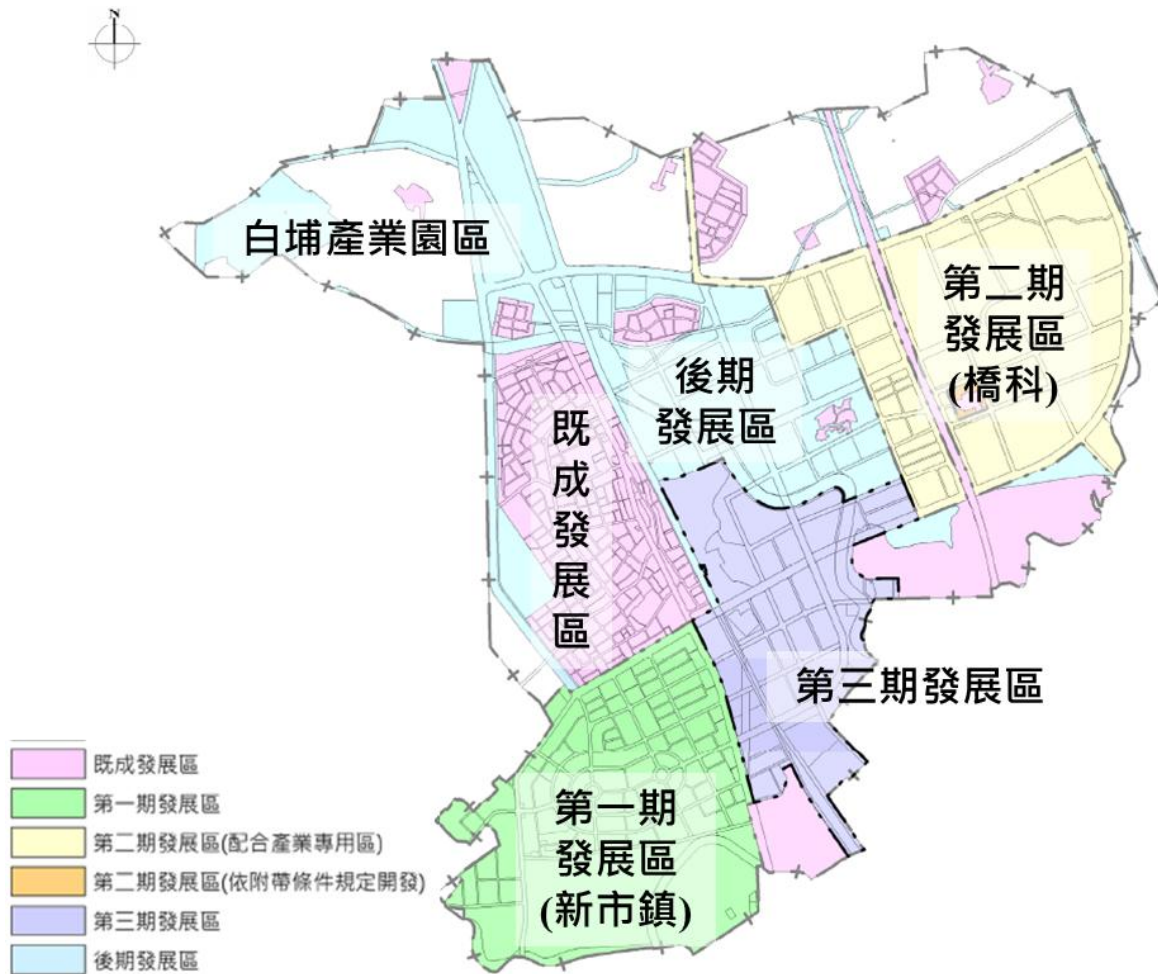 N
白埔產業園區
第二期
發展區
(橋科)
後期
發展區
既
成
發
展
區
第三期發展區
第一期
發展區
(新市鎮)
既成發展區
第一期發展區
第二期發展區(配合產業專用區)
第二期發展區(依附帶條件規定開發)
第三期發展區
後期發展區